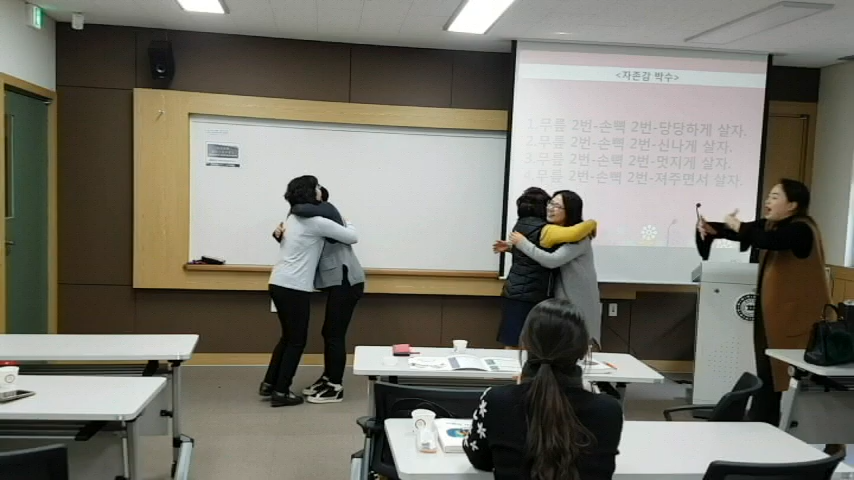 <자존감 박수>
1.무릎 2번-손뼉 2번-당당하게 살자.
2.무릎 2번-손뼉 2번-신나게 살자.
3.무릎 2번-손뼉 2번-멋지게 살자.
4.무릎 2번-손뼉 2번-져주면서 살자.